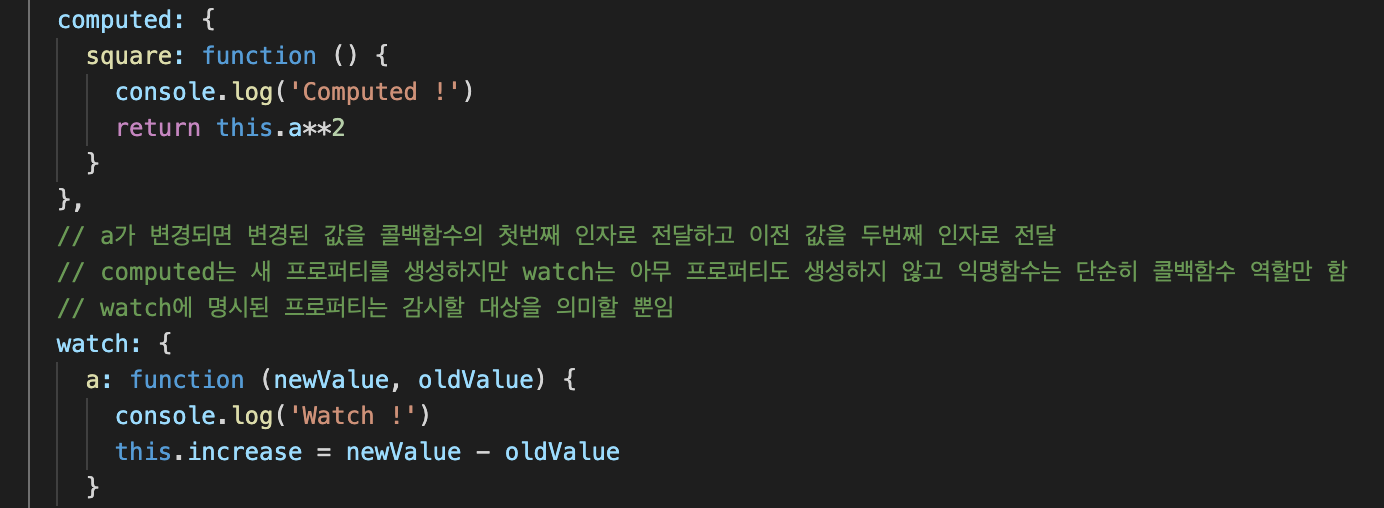 computed: {
square: function () {
console.log('Computed !')
return this.a**2
}
},
// a가 변경되면 변경된 값을 콜백함수의 첫번째 인자로 전달하고 이전 값을 두번째 인자로 전달
// computed는 새 프로퍼티를 생성하지만 watch는 아무 프로퍼티도 생성하지 않고 익명함수는 단순히 콜백함수 역할만 함
// watch에 명시된 프로퍼티는 감시할 대상을 의미할 뿐임
watch: {
a: function (newValue, oldValue) {
console.log('Watch !')
this.increase = newValue - oldValue
}